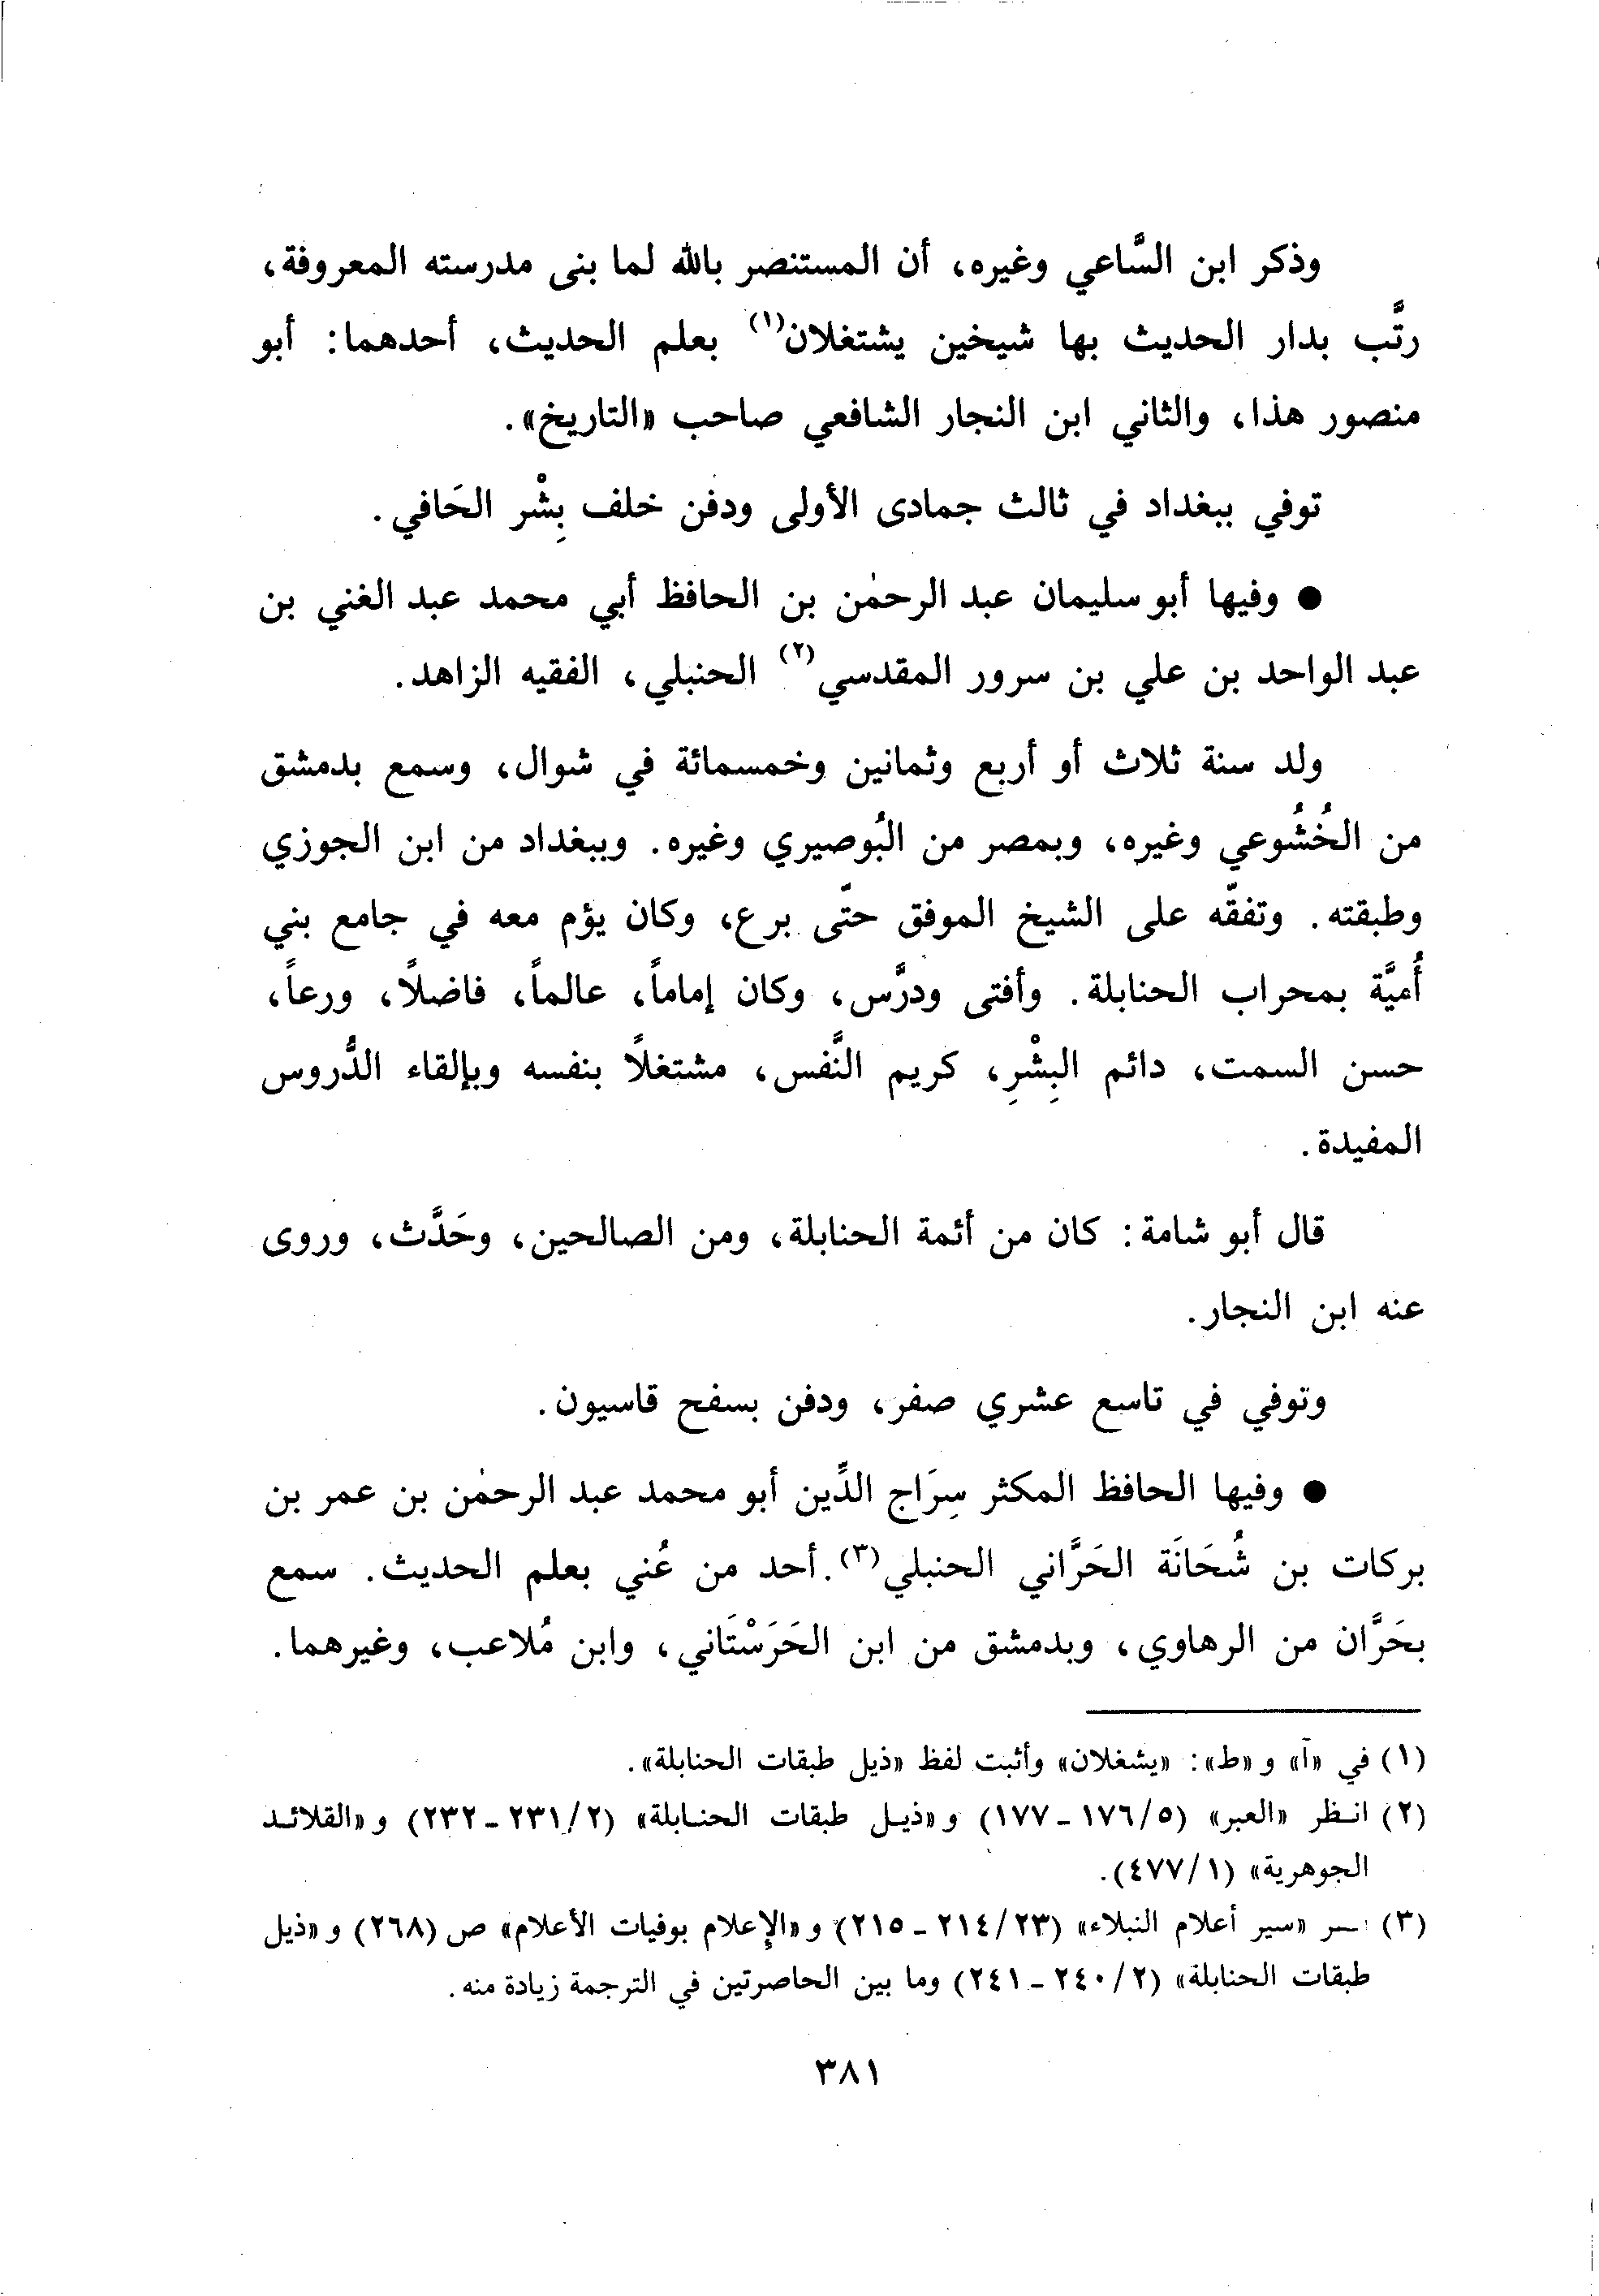 وذكر ابن السَّاعي وغيره، أن المستنصر بالله لما بنى مدرسته المعروفة،
رتَّب بدار الحديث بها شيخين يشتغلان(١) بعلم الحديث، أحدهما: أبو
منصور هذا، والثاني ابن النجار الشافعي صاحب «التاريخ».
توفي ببغداد في ثالث جمادى الأولى ودفن خلف بِشْر الحَافي.
● وفيها أبو سليمان عبد الرحمٰن بن الحافظ أبي محمد عبد الغني بن
عبد الواحد بن علي بن سرور المقدسي(٢) الحنبلي، الفقيه الزاهد.
ولد سنة ثلاث أو أربع وثمانين وخمسمائة في شوال، وسمع بدمشق
من الخُشُوعي وغيره، وبمصر من البُوصيري وغيره. وببغداد من ابن الجوزي
وطبقته. وتفقّه على الشيخ الموفق حتّى برع، وكان يؤم معه في جامع بني
أُميَّة بمحراب الحنابلة. وأفتى ودرَّس، وكان إماماً، عالماً، فاضلاً، ورعاً،
حسن السمت، دائم البِشْرِ، كريم النَّفس، مشتغلاً بنفسه وبإلقاء الدُّروس
المفيدة.
قال أبو شامة: كان من أئمة الحنابلة، ومن الصالحين، وحَدَّث، وروى
عنه ابن النجار.
وتوفي في تاسع عشري صفر، ودفن بسفح قاسيون.
● وفيها الحافظ المكثر سِرَاج الدِّين أبو محمد عبد الرحمٰن بن عمر بن
بركات بن شُحَانَة الحَرَّاني الحنبلي(٣). أحد من عُني بعلم الحديث. سمع
بحَرَّان من الرهاوي، وبدمشق من ابن الحَرَسْتَاني، وابن مُلاعب، وغيرهما.
(١) في «آ» و «ط»: «يشغلان» وأثبت لفظ «ذيل طبقات الحنابلة».
(٢) انظر «العبر» (٥/ ١٧٦ - ١٧٧) و «ذيل طبقات الحنابلة» (٢/ ٢٣١ - ٢٣٢) و «القلائد
الجوهرية» (١/ ٤٧٧).
(٣) «سير أعلام النبلاء» (٢٣/ ٢١٤ - ٢١٥) و «الإعلام بوفيات الأعلام» ص (٢٦٨) و «ذيل
طبقات الحنابلة» (٢/ ٢٤٠ - ٢٤١) وما بين الحاصرتين في الترجمة زيادة منه.
٣٨١